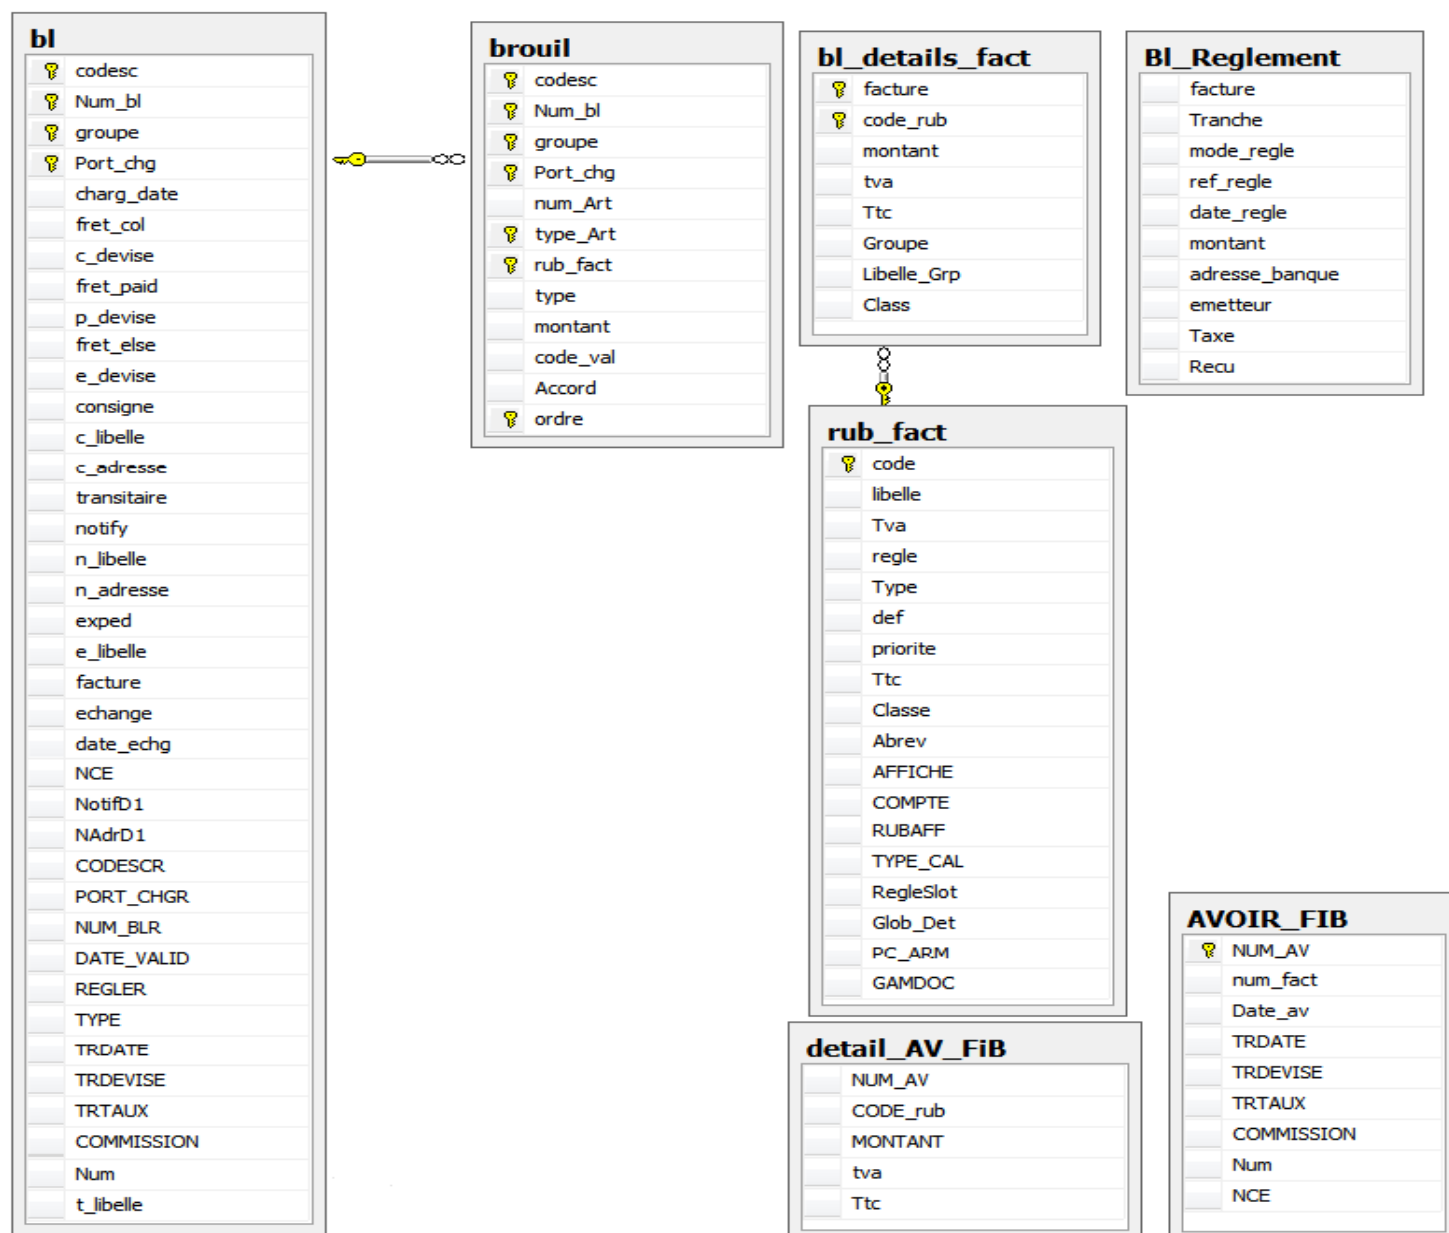 bl
codesc
Num_bl
groupe
Port_chg
charg_date
fret_col
c_devise
fret_paid
p_devise
fret_else
e_devise
consigne
c_libelle
c_adresse
transitaire
notify
n_libelle
n_adresse
exped
e_libelle
facture
echange
date_echg
NCE
NotifD1
NAdrD1
CODESCR
PORT_CHGR
NUM_BLR
DATE_VALID
REGLER
TYPE
TRDATE
TRDEVISE
TRTAUX
COMMISSION
Num
t_libelle
brouil
codesc
Num_bl
groupe
Port_chg
num_Art
type_Art
rub_fact
type
montant
code_val
Accord
ordre
bl_details_fact
facture
code_rub
montant
tva
Ttc
Groupe
Libelle_Grp
Class
Bl_Reglement
facture
Tranche
mode_regle
ref_regle
date_regle
montant
adresse_banque
emetteur
Taxe
Recu
rub_fact
code
libelle
Tva
regle
Type
def
priorite
Ttc
Classe
Abrev
AFFICHE
COMPTE
RUBAFF
TYPE_CAL
RegleSlot
Glob_Det
PC_ARM
GAMDOC
detail_AV_FiB
NUM_AV
CODE_rub
MONTANT
tva
Ttc
AVOIR_FIB
NUM_AV
num_fact
Date_av
TRDATE
TRDEVISE
TRTAUX
COMMISSION
Num
NCE